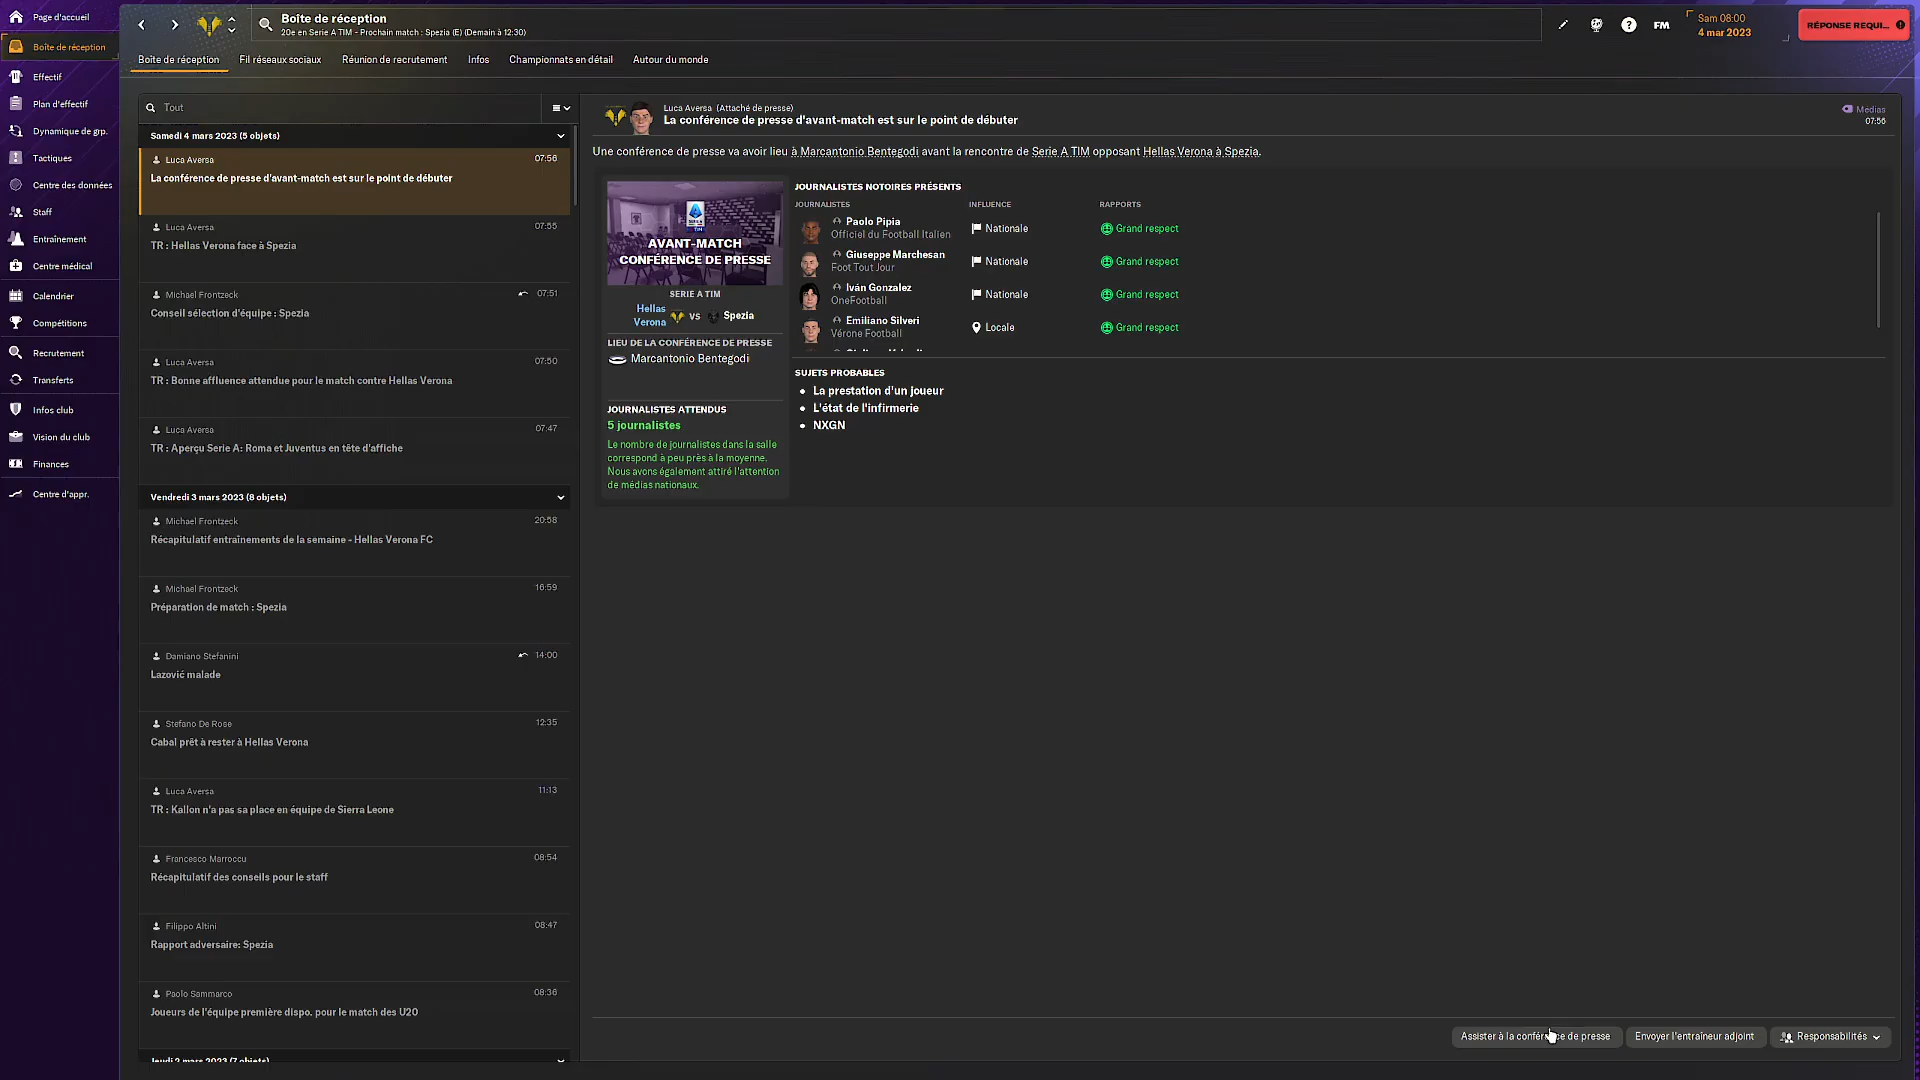 Page d'accueil
Boîte de réception
Effectif
Plan d'effectif
Dynamique de grp.
Tactiques
Centre des données
Staff
Entraînement
Centre médical
Calendrier
Compétitions
Recrutement
Transferts
Infos club
Vision du club
Finances
Centre d'appr.
Boîte de réception
20e en Serie A TIM - Prochain match : Spezia (E) (Demain à 12:30)
FM
Sam 08:00
4 mar 2023
RÉPONSE REQUI...
Boîte de réception
Fil réseaux sociaux
Réunion de recrutement
Infos
Championnats en détail
Autour du monde
Tout
Samedi 4 mars 2023 (5 objets)
Luca Aversa 07:56
La conférence de presse d'avant-match est sur le point de débuter
Luca Aversa 07:55
TR : Hellas Verona face à Spezia
Michael Frontzeck 07:51
Conseil sélection d'équipe : Spezia
Luca Aversa 07:50
TR : Bonne affluence attendue pour le match contre Hellas Verona
Luca Aversa 07:47
TR : Aperçu Serie A: Roma et Juventus en tête d'affiche
Vendredi 3 mars 2023 (8 objets)
Michael Frontzeck 20:58
Récapitulatif entraînements de la semaine - Hellas Verona FC
Michael Frontzeck 16:59
Préparation de match : Spezia
Damiano Stefanini 14:00
Lazović malade
Stefano De Rose 12:35
Cabal prêt à rester à Hellas Verona
Luca Aversa 11:13
TR : Kallon n'a pas sa place en équipe de Sierra Leone
Francesco Marroccu 08:54
Récapitulatif des conseils pour le staff
Filippo Altini 08:47
Rapport adversaire: Spezia
Paolo Sammarco 08:36
Joueurs de l'équipe première dispo. pour le match des U20
Jeudi 2 mars 2023 (7 objets)
Luca Aversa (Attaché de presse)
La conférence de presse d'avant-match est sur le point de débuter
Medias
07:56
Une conférence de presse va avoir lieu à Marcantonio Bentegodi avant la rencontre de Serie A TIM opposant Hellas Verona à Spezia.
AVANT-MATCH
CONFÉRENCE DE PRESSE
SERIE A TIM
Hellas Verona vs Spezia
LIEU DE LA CONFÉRENCE DE PRESSE
Marcantonio Bentegodi
JOURNALISTES ATTENDUS
5 journalistes
Le nombre de journalistes dans la salle
correspond à peu près à la moyenne.
Nous avons également attiré l'attention
de médias nationaux.
JOURNALISTES NOTOIRES PRÉSENTS
JOURNALISTES INFLUENCE RAPPORTS
Paolo Pipia
Officiel du Football Italien
Nationale Grand respect
Giuseppe Marchesan
Foot Tout Jour
Nationale Grand respect
Iván Gonzalez
OneFootball
Nationale Grand respect
Emiliano Silveri
Vérone Football
Locale Grand respect
SUJETS PROBABLES
• La prestation d'un joueur
• L'état de l'infirmerie
• NXGN
Assister à la conférence de presse
Envoyer l'entraîneur adjoint
Responsabilités